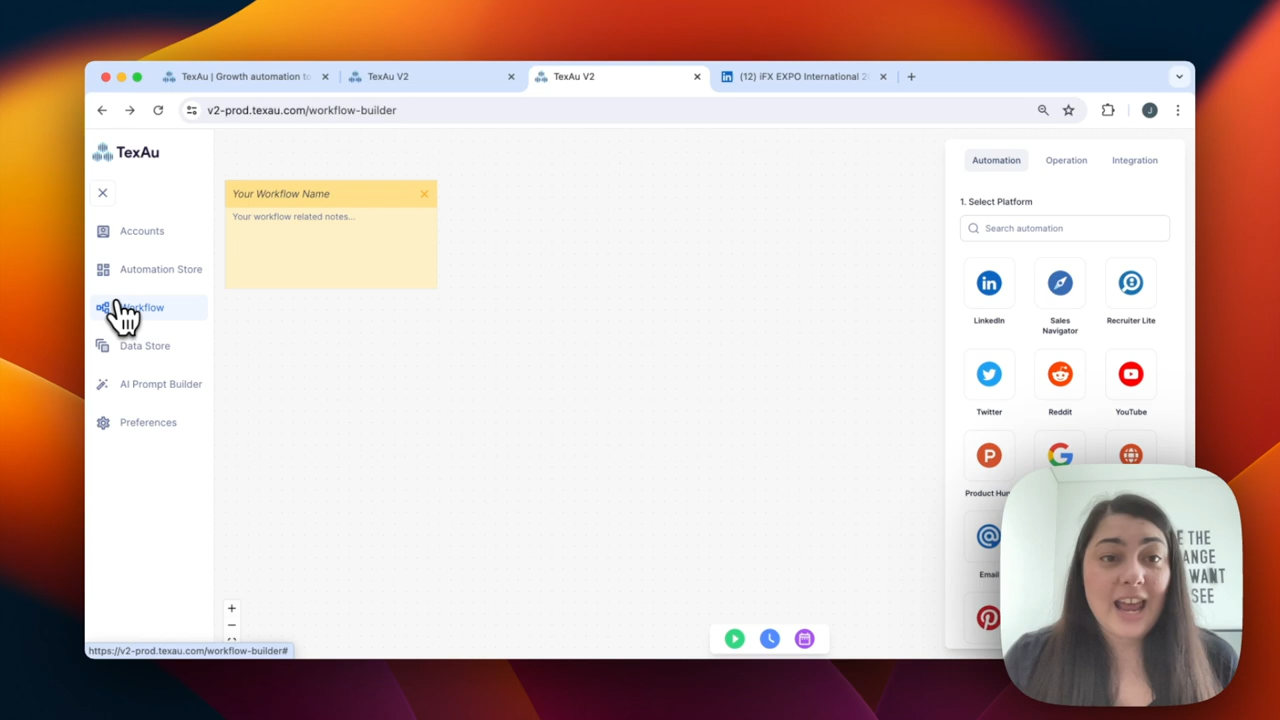 TexAu | Growth automation to
TexAu V2
TexAu V2
(12) iFX EXPO International 2
v2-prod.texau.com/workflow-builder
J
TexAu
Accounts
Automation Store
Workflow
Data Store
AI Prompt Builder
Preferences
Your Workflow Name
Your workflow related notes...
Automation
Operation
Integration
1. Select Platform
Search automation
LinkedIn
Sales
Navigator
Recruiter Lite
Twitter
Reddit
YouTube
Product Hu
Email
E THE
ANGE
WANT
SEE
https://v2-prod.texau.com/workflow-builder#